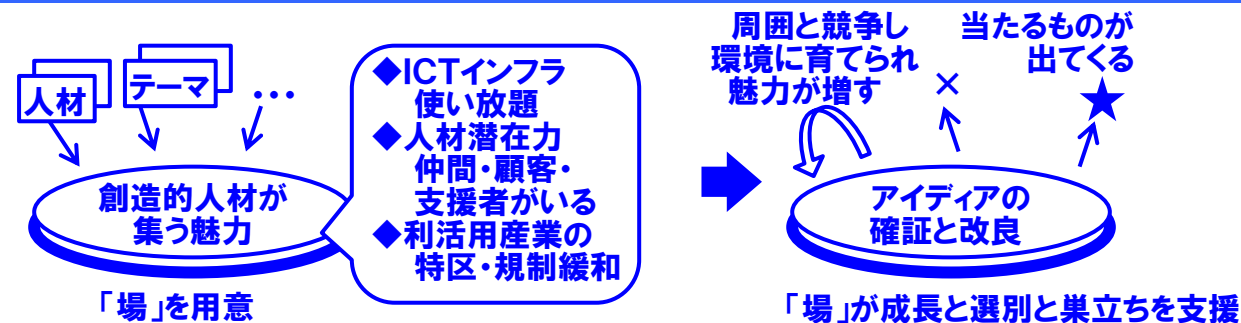 人材
テーマ
・・・
創造的人材が
集う魅力
「場」を用意
◆ICTインフラ
使い放題
◆人材潜在力
仲間・顧客・
支援者がいる
◆利活用産業の
特区・規制緩和
周囲と競争し
環境に育てられ
魅力が増す
×
当たるものが
出てくる
★
アイディアの
確証と改良
「場」が成長と選別と巣立ちを支援